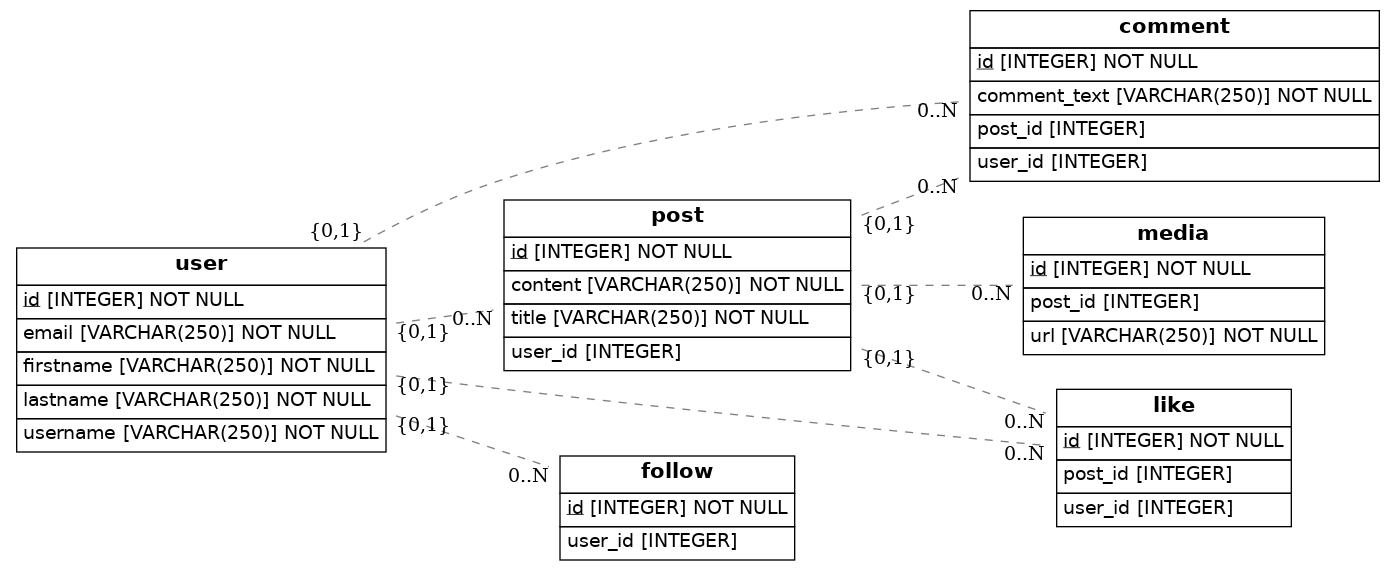 comment
id [INTEGER] NOT NULL
comment_text [VARCHAR(250)] NOT NULL
post_id [INTEGER]
user_id [INTEGER]
0..N
0..N
{0,1}
{0,1}
user
id [INTEGER] NOT NULL
email [VARCHAR(250)] NOT NULL
firstname [VARCHAR(250)] NOT NULL
lastname [VARCHAR(250)] NOT NULL
username [VARCHAR(250)] NOT NULL
{0,1}
0..N
{0,1}
{0,1}
post
id [INTEGER] NOT NULL
content [VARCHAR(250)] NOT NULL
title [VARCHAR(250)] NOT NULL
user_id [INTEGER]
{0,1}
0..N
{0,1}
media
id [INTEGER] NOT NULL
post_id [INTEGER]
url [VARCHAR(250)] NOT NULL
0..N
0..N
like
id [INTEGER] NOT NULL
post_id [INTEGER]
user_id [INTEGER]
0..N
follow
id [INTEGER] NOT NULL
user_id [INTEGER]